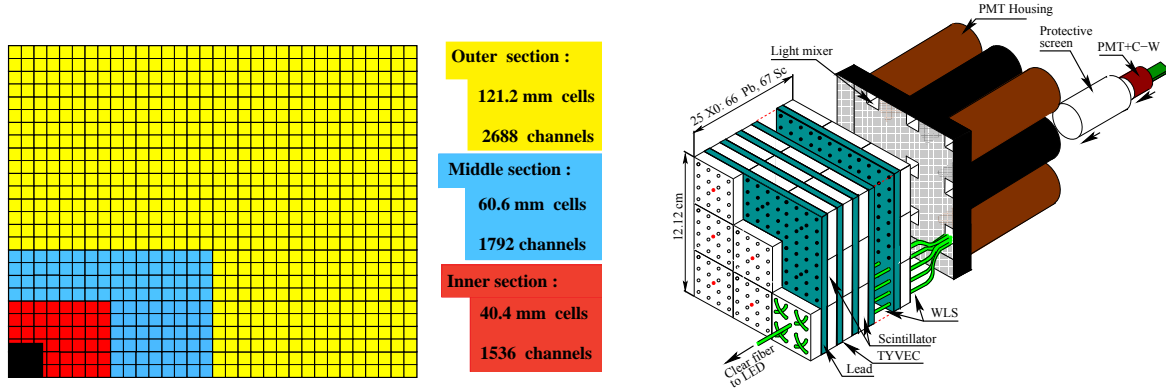 Outer section :
121.2 mm cells
2688 channels
Middle section :
60.6 mm cells
1792 channels
Inner section :
40.4 mm cells
1536 channels
PMT Housing
Protective
screen
PMT+C−W
Light mixer
25 X0: 66 Pb, 67 Sc
12.12 cm
WLS
Scintillator
TYVEC
Lead
Clear fiber
to LED